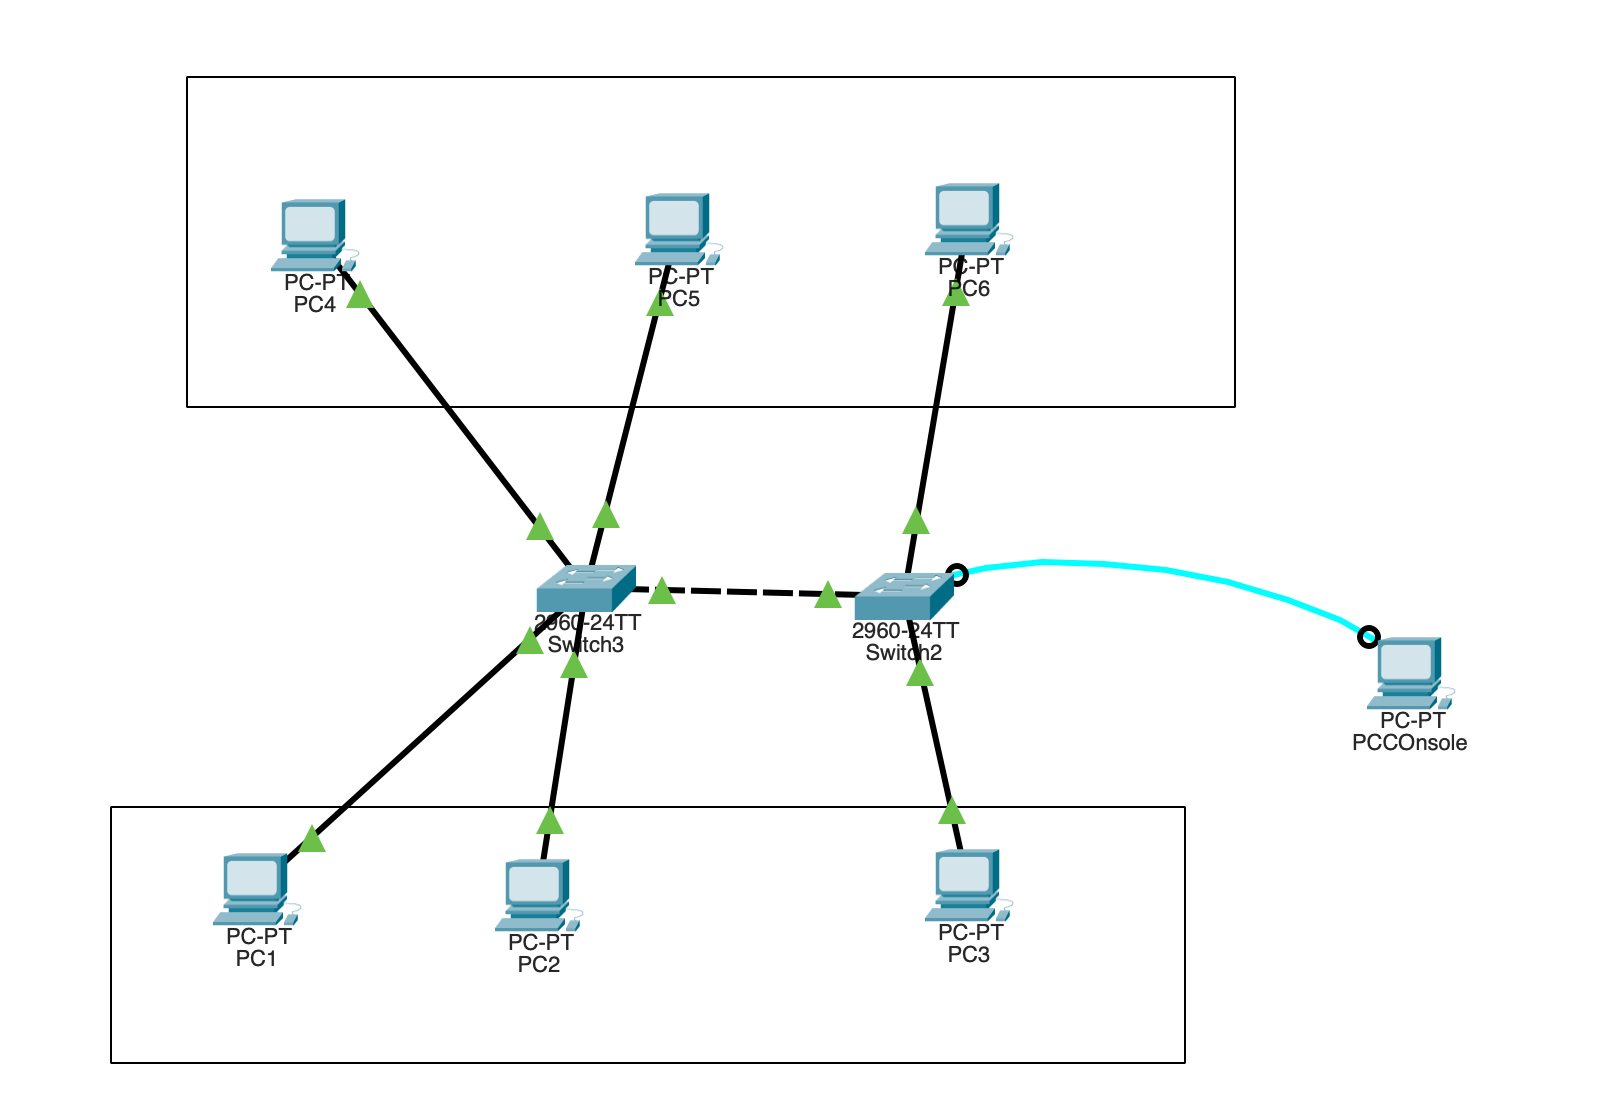 PC-PT
PC4
PC-PT
PC5
PC-PT
PC6
2960-24TT
Switch3
2960-24TT
Switch2
PC-PT
PCCOnsole
PC-PT
PC1
PC-PT
PC2
PC-PT
PC3